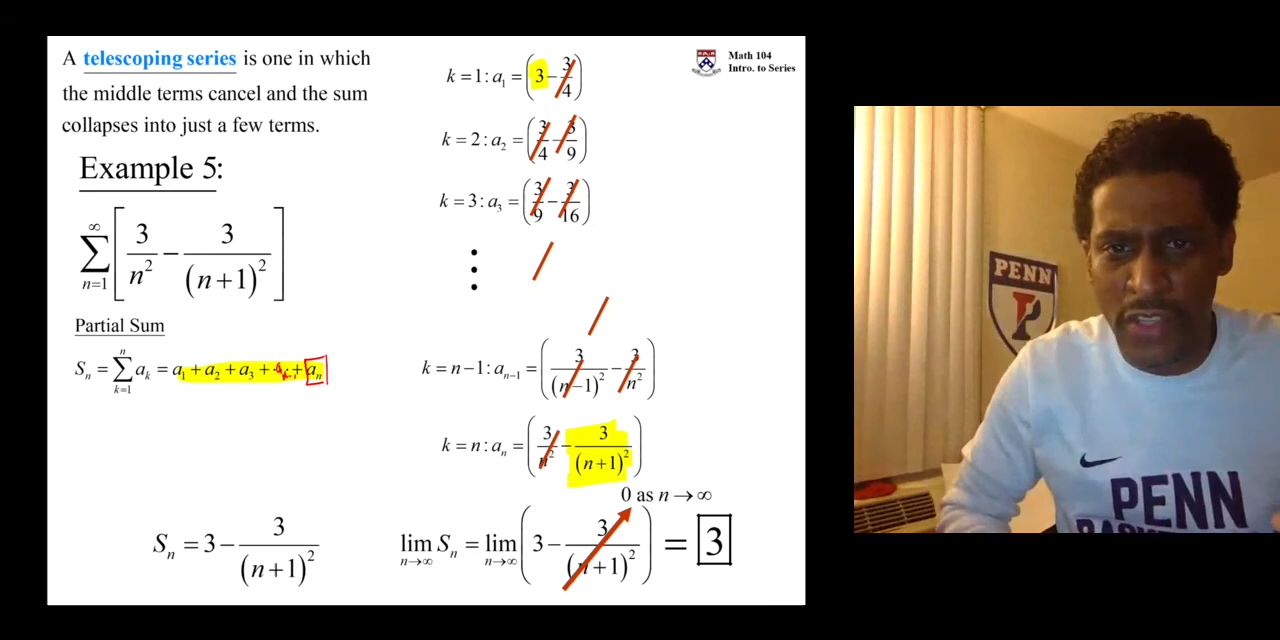 A telescoping series is one in which
the middle terms cancel and the sum
collapses into just a few terms.
Example 5:
∑_{n=1}^{∞} [ 3/n² − 3/(n+1)² ]
Partial Sum
Sₙ = ∑_{k=1}^{n} aₖ = a₁ + a₂ + a₃ + ⋯ + aₙ
Sₙ = 3 − 3/(n+1)²
k = 1 : a₁ = ( 3 − 3/4 )
k = 2 : a₂ = ( 3/4 − 3/9 )
k = 3 : a₃ = ( 3/9 − 3/16 )
⋮
k = n−1 : aₙ₋₁ = ( 3/(n−1)² − 3/n² )
k = n : aₙ = ( 3/n² − 3/(n+1)² )
0 as n → ∞
lim_{n→∞} Sₙ = lim_{n→∞} ( 3 − 3/(n+1)² ) = 3
Math 104
Intro. to Series
PENN
P
PENN
BASKETBALL